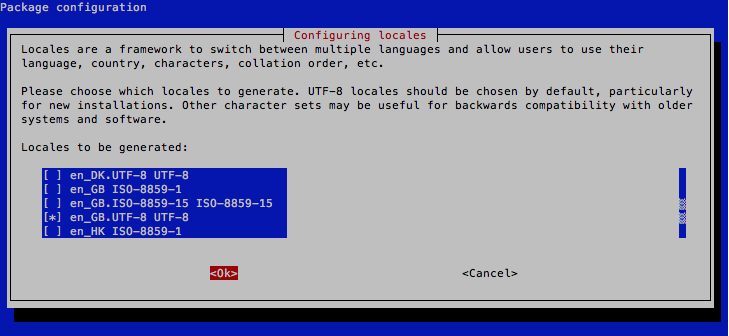 Package configuration
Configuring locales
Locales are a framework to switch between multiple languages and allow users to use their
language, country, characters, collation order, etc.
Please choose which locales to generate. UTF-8 locales should be chosen by default, particularly
for new installations. Other character sets may be useful for backwards compatibility with older
systems and software.
Locales to be generated:
[ ] en_DK.UTF-8 UTF-8
[ ] en_GB ISO-8859-1
[ ] en_GB.ISO-8859-15 ISO-8859-15
[*] en_GB.UTF-8 UTF-8
[ ] en_HK ISO-8859-1
<Ok> <Cancel>